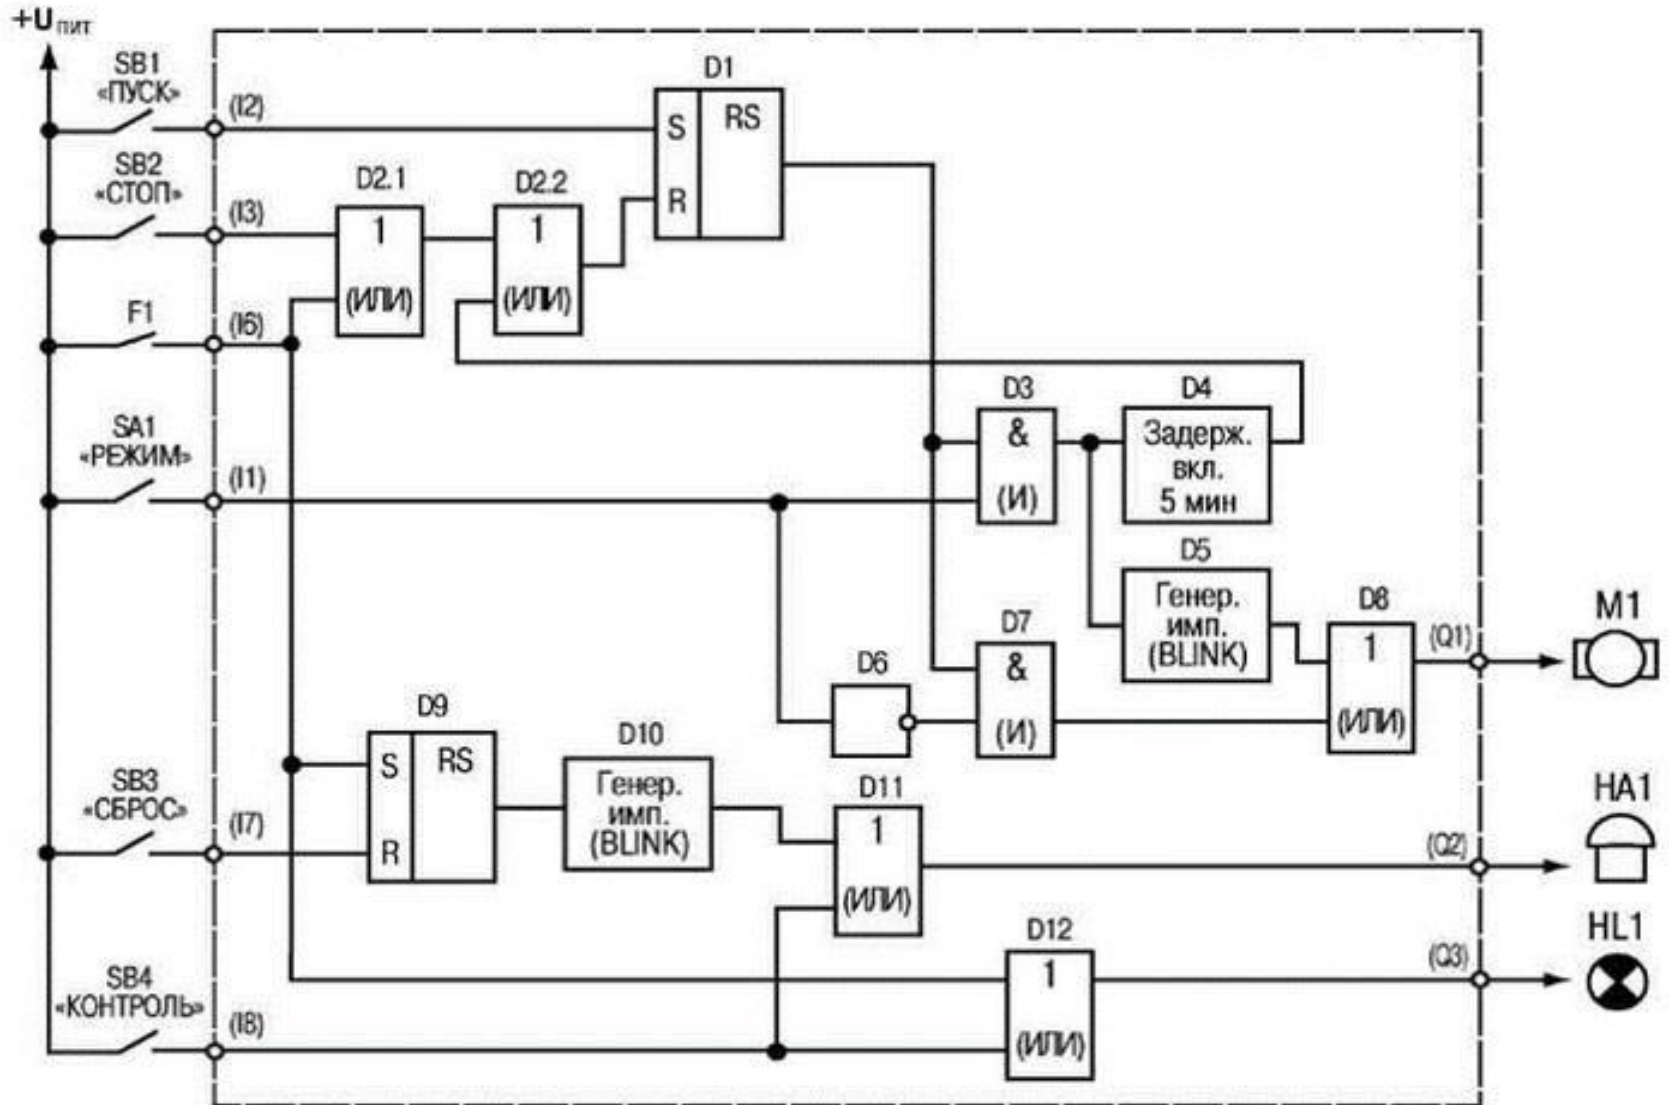 +Uпит
SB1
«ПУСК»
(I2)
D1
S
RS
R
SB2
«СТОП»
(I3)
D2.1
1
(ИЛИ)
D2.2
1
(ИЛИ)
F1
(I6)
SA1
«РЕЖИМ»
(I1)
D3
&
(И)
D4
Задерж.
вкл.
5 мин
D5
Генер.
имп.
(BLINK)
D6
D7
&
(И)
D8
1
(ИЛИ)
(Q1)
M1
D9
S
RS
R
D10
Генер.
имп.
(BLINK)
SB3
«СБРОС»
(I7)
D11
1
(ИЛИ)
(Q2)
HA1
SB4
«КОНТРОЛЬ»
(I8)
D12
1
(ИЛИ)
(Q3)
HL1